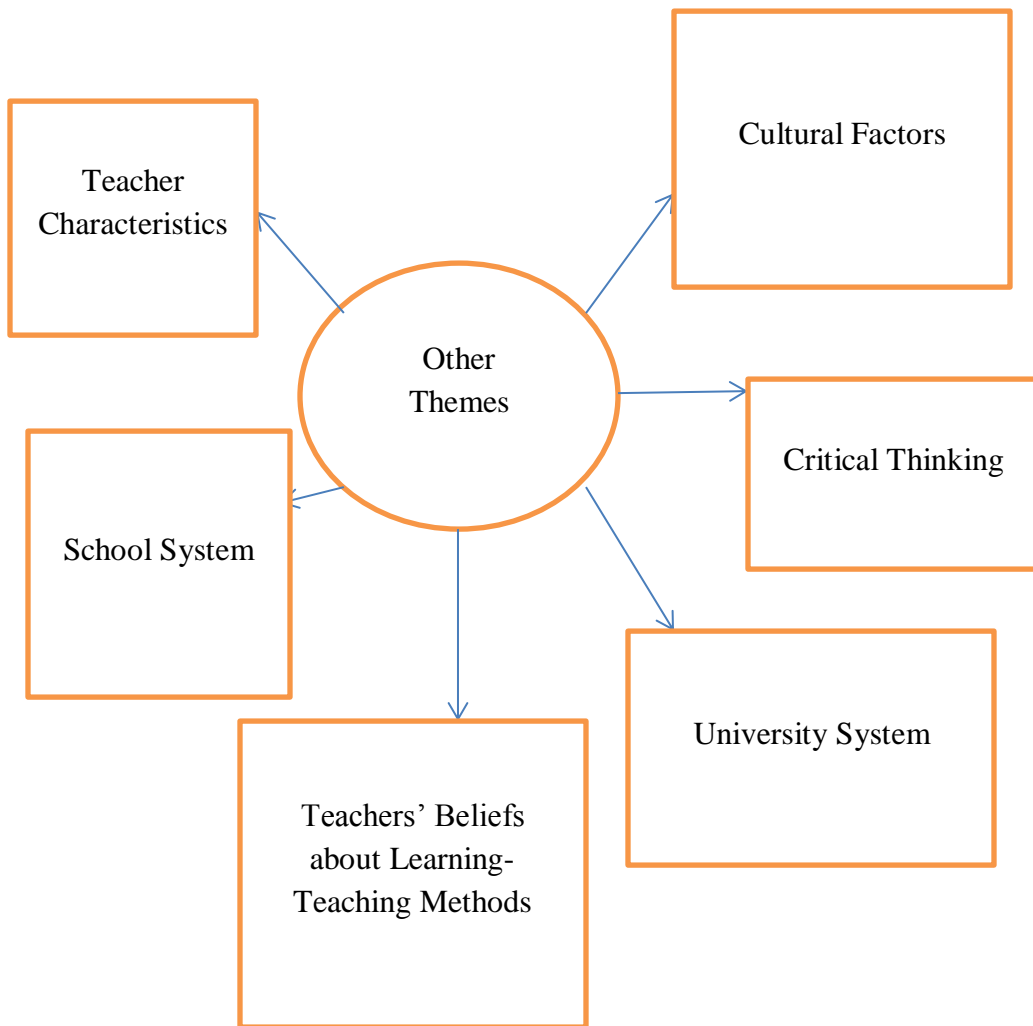 Cultural Factors
Teacher
Characteristics
Other
Themes
Critical Thinking
School System
University System
Teachers’ Beliefs
about Learning-
Teaching Methods